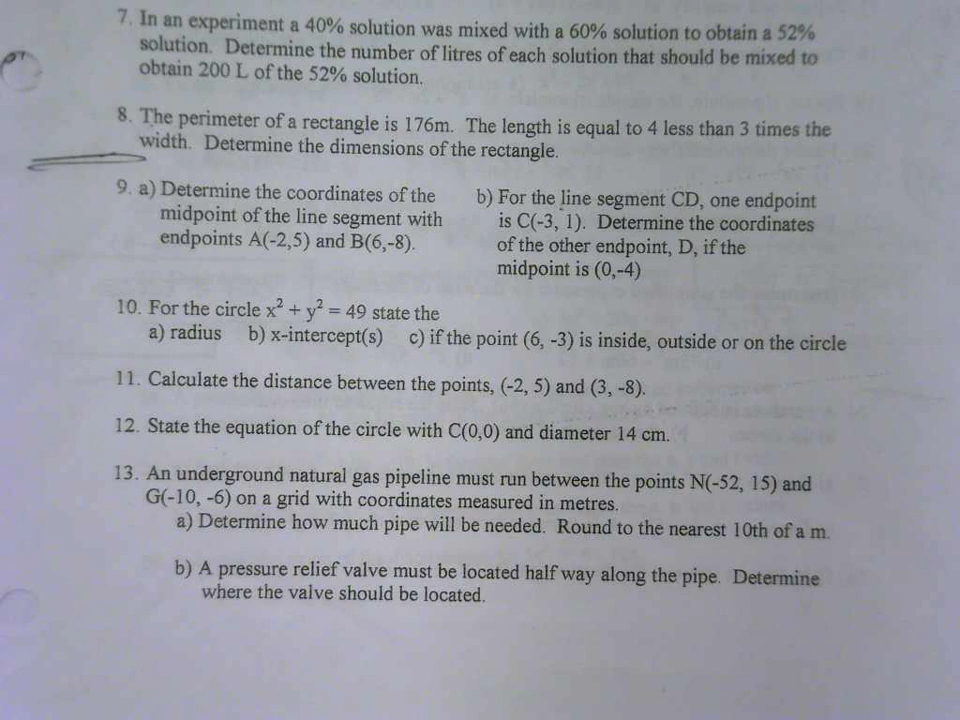 7. In an experiment a 40% solution was mixed with a 60% solution to obtain a 52%
solution. Determine the number of litres of each solution that should be mixed to
obtain 200 L of the 52% solution.
8. The perimeter of a rectangle is 176m. The length is equal to 4 less than 3 times the
width. Determine the dimensions of the rectangle.
9. a) Determine the coordinates of the
midpoint of the line segment with
endpoints A(-2,5) and B(6,-8).
b) For the line segment CD, one endpoint
is C(-3, 1). Determine the coordinates
of the other endpoint, D, if the
midpoint is (0,-4)
10. For the circle x² + y² = 49 state the
a) radius b) x-intercept(s) c) if the point (6, -3) is inside, outside or on the circle
11. Calculate the distance between the points, (-2, 5) and (3, -8).
12. State the equation of the circle with C(0,0) and diameter 14 cm.
13. An underground natural gas pipeline must run between the points N(-52, 15) and
G(-10, -6) on a grid with coordinates measured in metres.
a) Determine how much pipe will be needed. Round to the nearest 10th of a m.
b) A pressure relief valve must be located half way along the pipe. Determine
where the valve should be located.